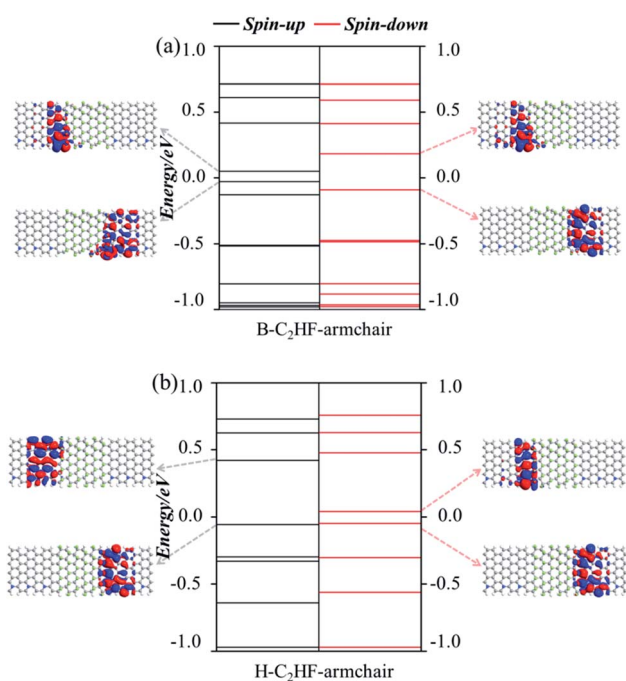 Spin-up Spin-down
(a)
1.0 1.0
0.5 0.5
0.0 0.0
-0.5 -0.5
-1.0 -1.0
Energy/eV
B-C₂HF-armchair
(b)
1.0 1.0
0.5 0.5
0.0 0.0
-0.5 -0.5
-1.0 -1.0
Energy/eV
H-C₂HF-armchair